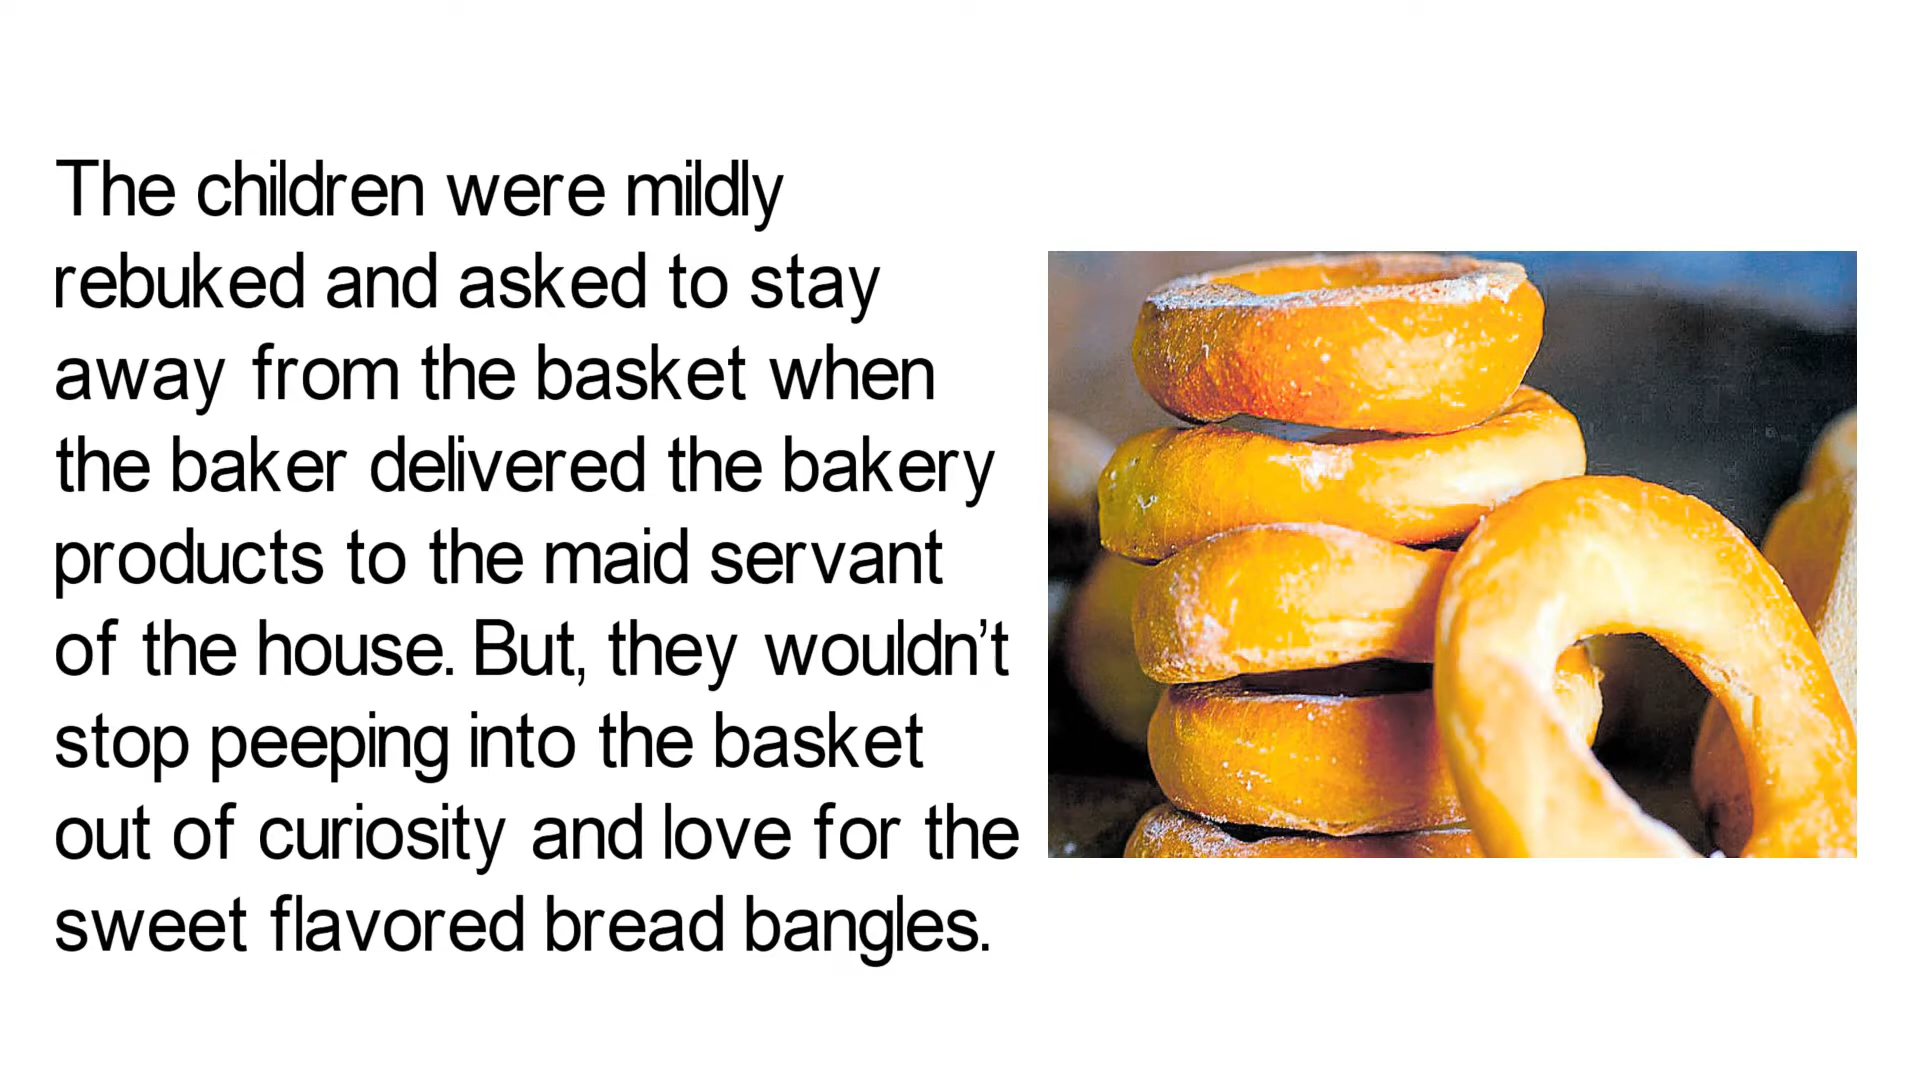 The children were mildly
rebuked and asked to stay
away from the basket when
the baker delivered the bakery
products to the maid servant
of the house. But, they wouldn’t
stop peeping into the basket
out of curiosity and love for the
sweet flavored bread bangles.